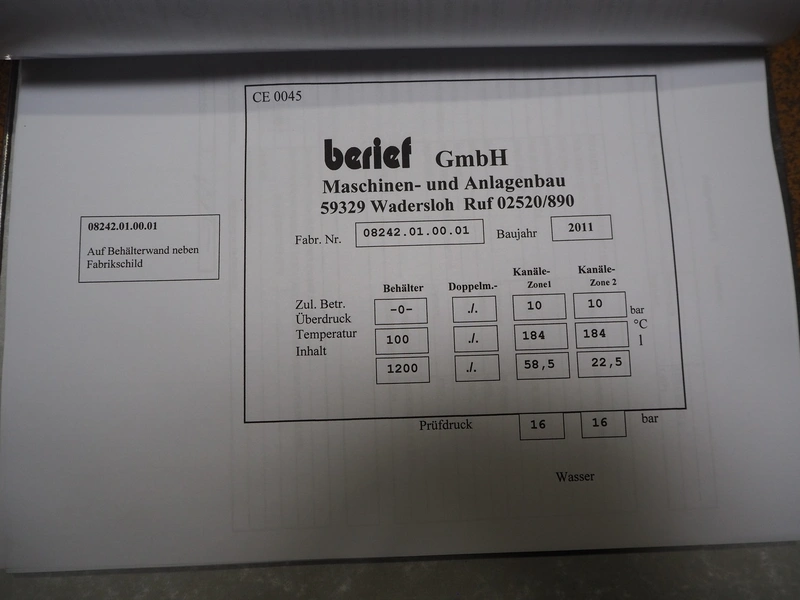 CE 0045
berief GmbH
Maschinen- und Anlagenbau
59329 Wadersloh Ruf 02520/890
08242.01.00.01
Auf Behälterwand neben
Fabrikschild
Fabr. Nr. 08242.01.00.01 Baujahr 2011
Behälter Doppelm.- Kanäle- Kanäle-
Zone1 Zone 2
Zul. Betr.
Überdruck -0- ./. 10 10 bar
Temperatur 100 ./. 184 184 °C
Inhalt 1200 ./. 58,5 22,5 l
Prüfdruck 16 16 bar
Wasser